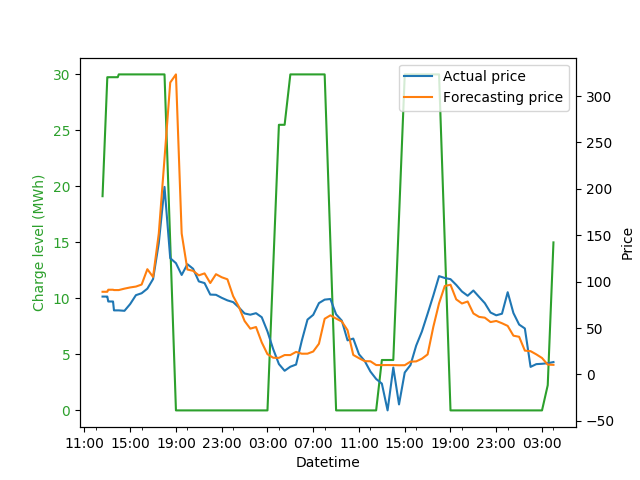 Actual price
Forecasting price
30
25
20
15
10
5
0
Charge level (MWh)
300
250
200
150
100
50
0
−50
Price
11:00 15:00 19:00 23:00 03:00 07:00 11:00 15:00 19:00 23:00 03:00
Datetime